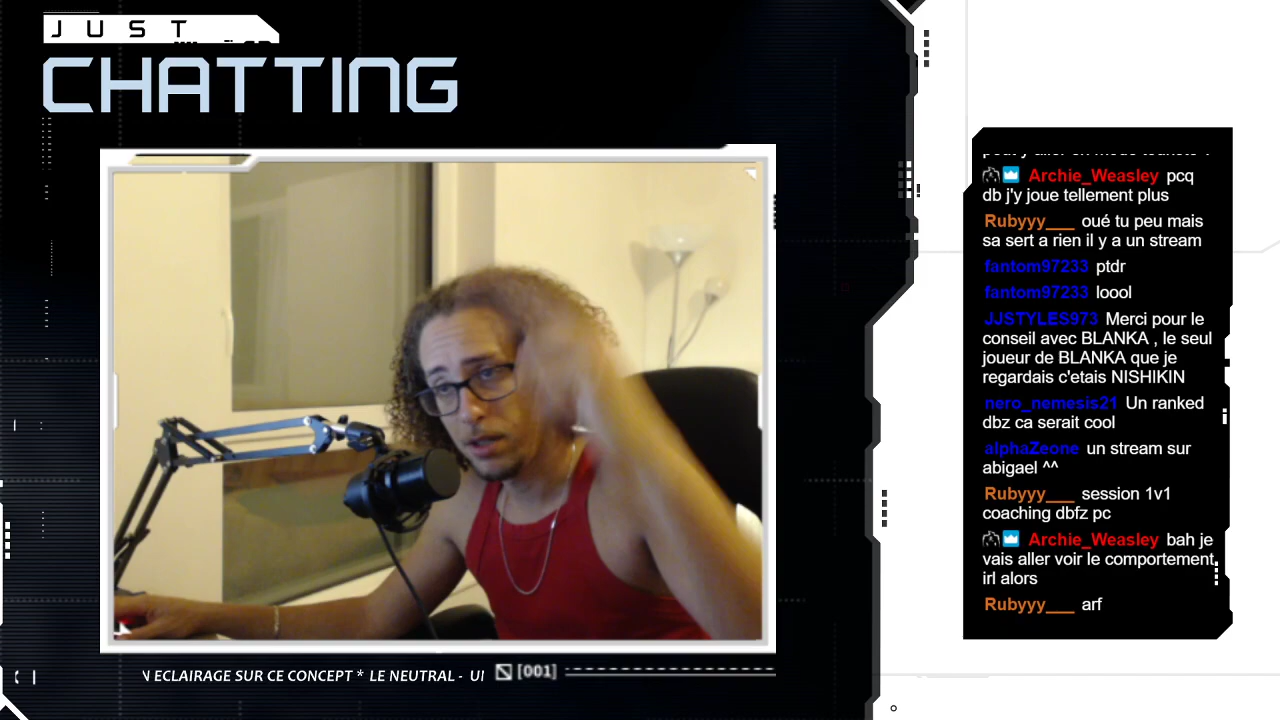 JUST
CHATTING
Archie_Weasley pcq
db j'y joue tellement plus
Rubyyy___ oué tu peu mais
sa sert a rien il y a un stream
fantom97233 ptdr
fantom97233 loool
JJSTYLES973 Merci pour le
conseil avec BLANKA , le seul
joueur de BLANKA que je
regardais c'etais NISHIKIN
nero_nemesis21 Un ranked
dbz ca serait cool
alphaZeone un stream sur
abigael ^^
Rubyyy___ session 1v1
coaching dbfz pc
Archie_Weasley bah je
vais aller voir le comportement
irl alors
Rubyyy___ arf
N ECLAIRAGE SUR CE CONCEPT * LE NEUTRAL - UI
[001]